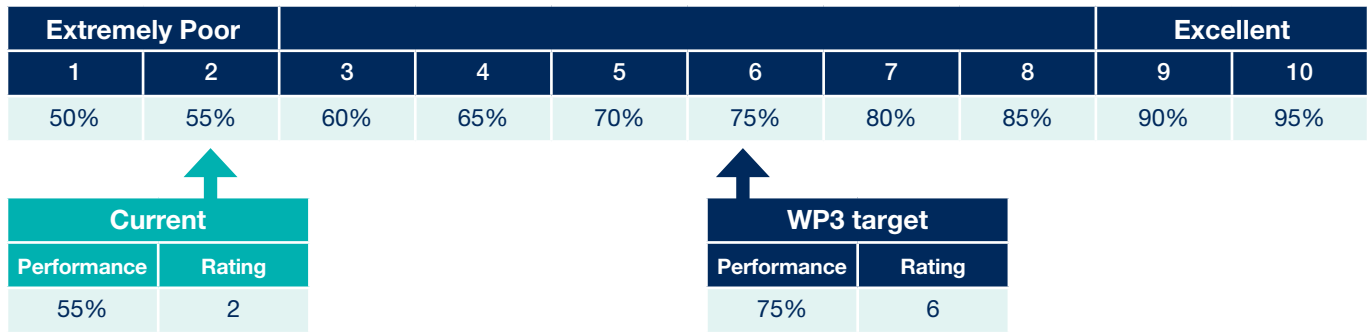 Extremely Poor Excellent
1 2 3 4 5 6 7 8 9 10
50% 55% 60% 65% 70% 75% 80% 85% 90% 95%
Current WP3 target
Performance Rating Performance Rating
55% 2 75% 6